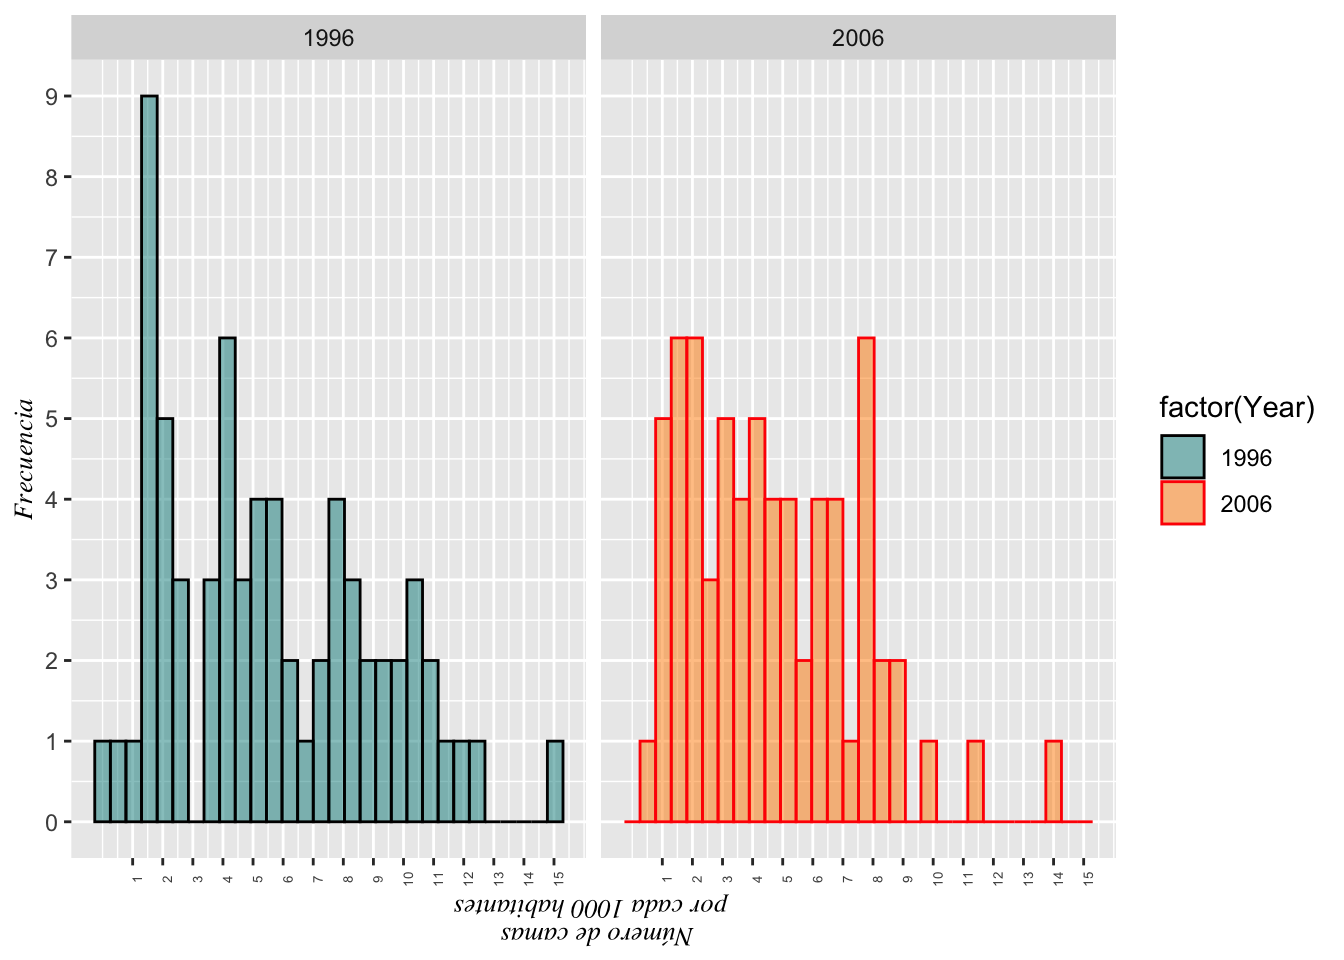 1996
2006
9
8
7
6
5
4
3
2
1
0
Frecuencia
1 2 3 4 5 6 7 8 9 10 11 12 13 14 15
1 2 3 4 5 6 7 8 9 10 11 12 13 14 15
Número de camas
por cada 1000 habitantes
factor(Year)
1996
2006